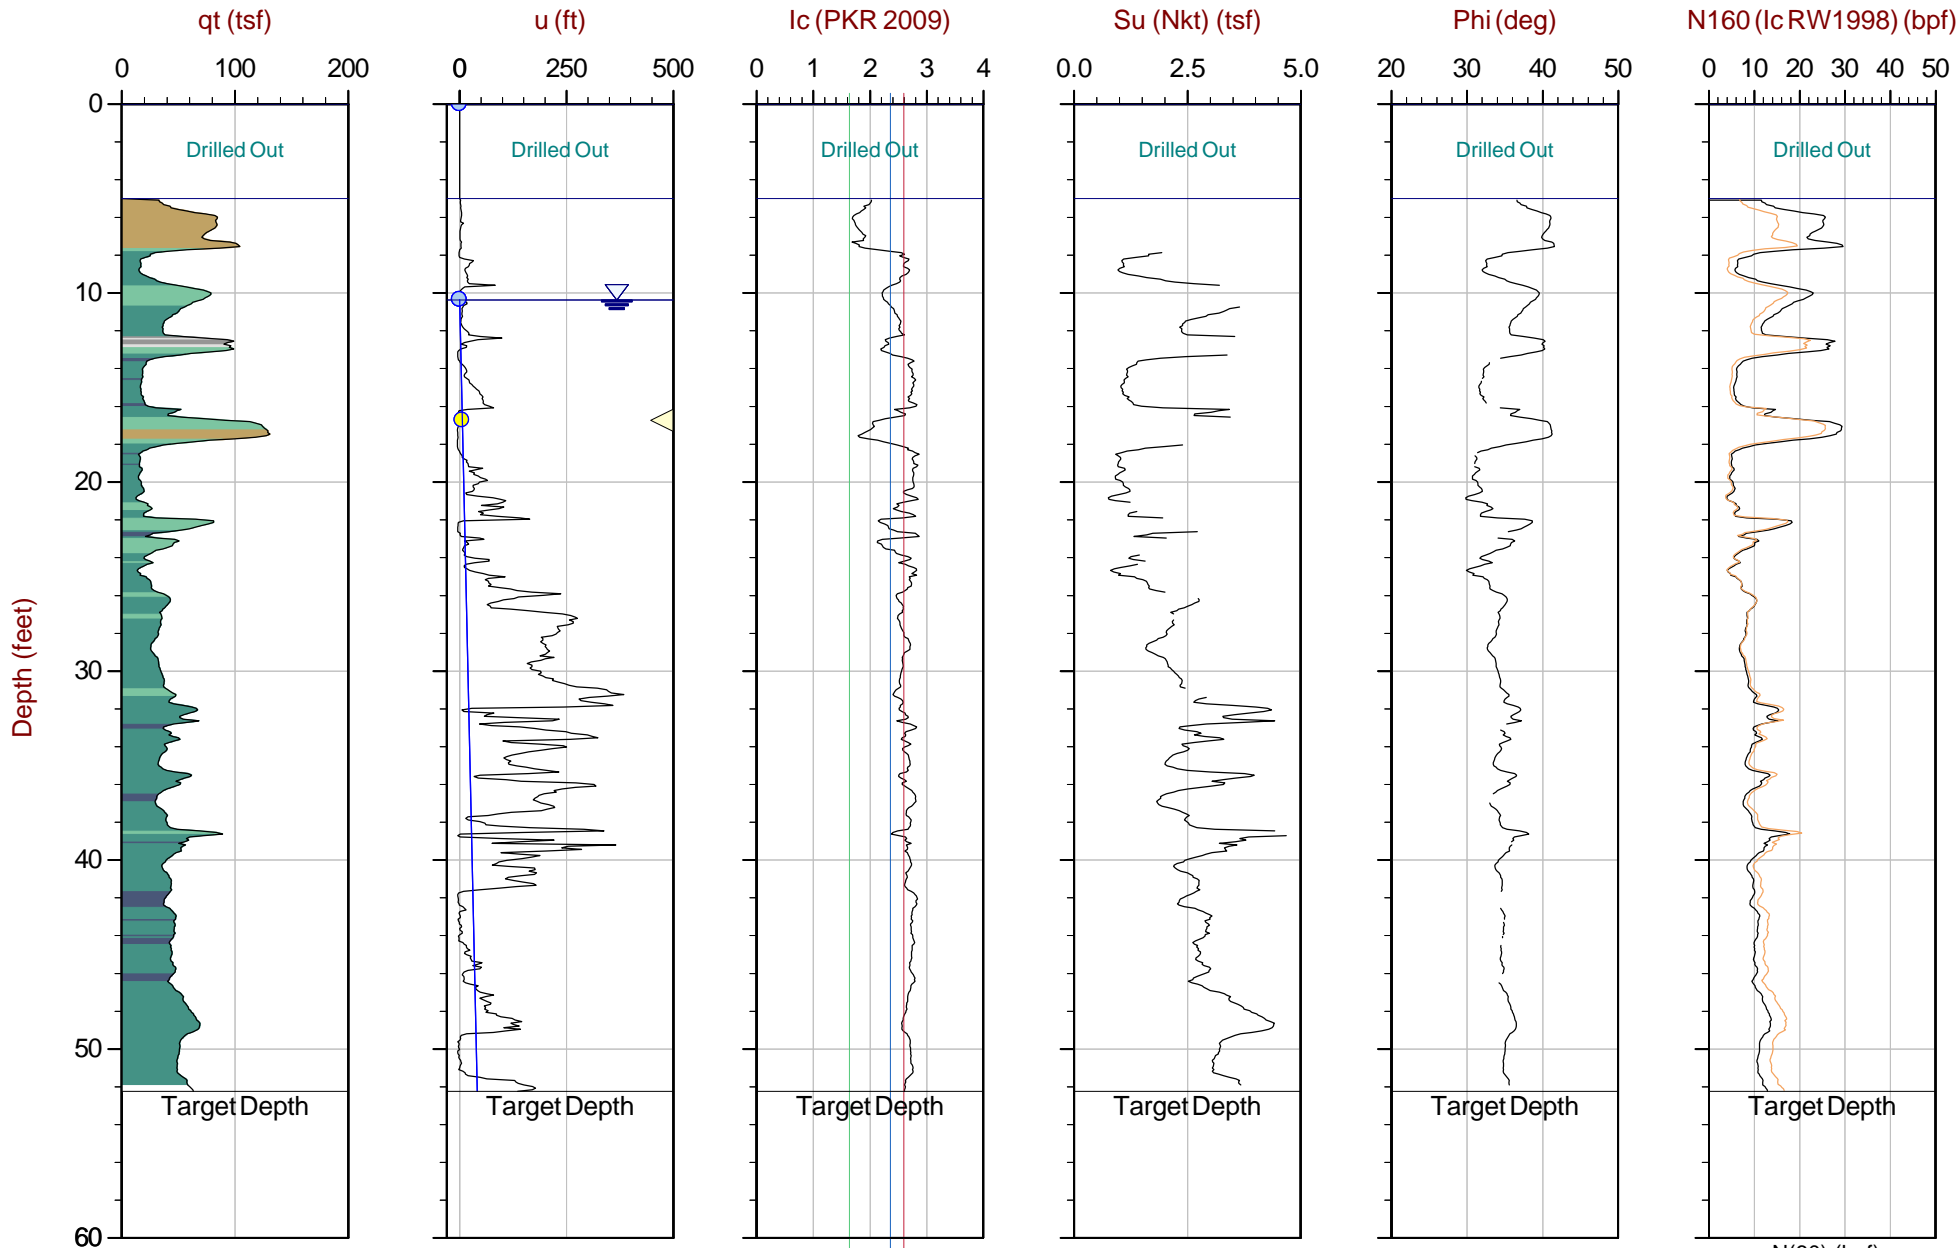 qt (tsf) u (ft) Ic (PKR 2009) Su (Nkt) (tsf) Phi (deg) N160 (Ic RW1998) (bpf)
0 100 200 0 250 500 0 1 2 3 4 0.0 2.5 5.0 20 30 40 50 0 10 20 30 40 50
0
Drilled Out Drilled Out Drilled Out Drilled Out Drilled Out Drilled Out
10
20
30
Depth (feet)
40
50
Target Depth Target Depth Target Depth Target Depth Target Depth Target Depth
60